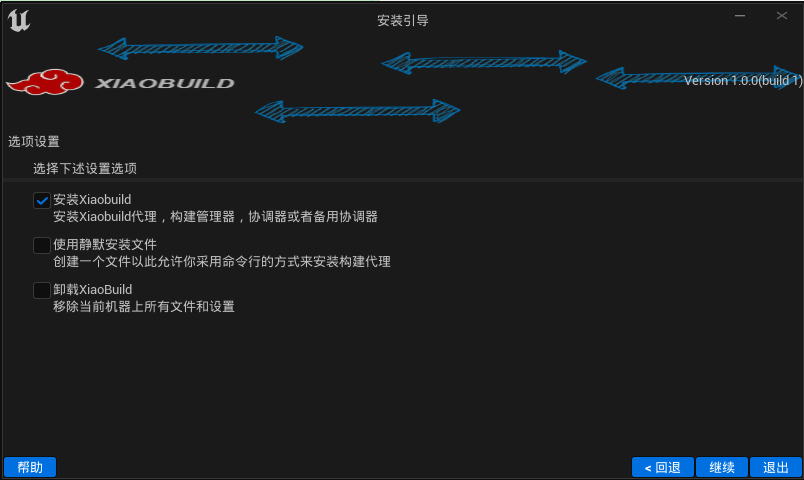 安装引导
XIAOBUILD
Version 1.0.0(build 1)
选项设置
选择下述设置选项
安装Xiaobuild
安装Xiaobuild代理，构建管理器，协调器或者备用协调器
使用静默安装文件
创建一个文件以此允许你采用命令行的方式来安装构建代理
卸载XiaoBuild
移除当前机器上所有文件和设置
帮助
< 回退
继续
退出